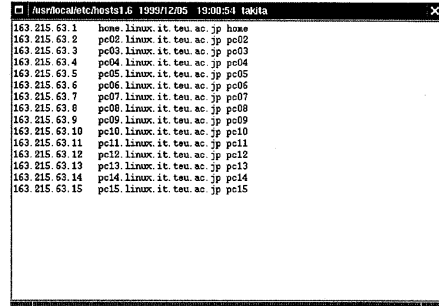 /usr/local/etc/hosts1.6 1999/12/05 19:00:54 takita
163.215.63.1 home.linux.it.teu.ac.jp home
163.215.63.2 pc02.linux.it.teu.ac.jp pc02
163.215.63.3 pc03.linux.it.teu.ac.jp pc03
163.215.63.4 pc04.linux.it.teu.ac.jp pc04
163.215.63.5 pc05.linux.it.teu.ac.jp pc05
163.215.63.6 pc06.linux.it.teu.ac.jp pc06
163.215.63.7 pc07.linux.it.teu.ac.jp pc07
163.215.63.8 pc08.linux.it.teu.ac.jp pc08
163.215.63.9 pc09.linux.it.teu.ac.jp pc09
163.215.63.10 pc10.linux.it.teu.ac.jp pc10
163.215.63.11 pc11.linux.it.teu.ac.jp pc11
163.215.63.12 pc12.linux.it.teu.ac.jp pc12
163.215.63.13 pc13.linux.it.teu.ac.jp pc13
163.215.63.14 pc14.linux.it.teu.ac.jp pc14
163.215.63.15 pc15.linux.it.teu.ac.jp pc15